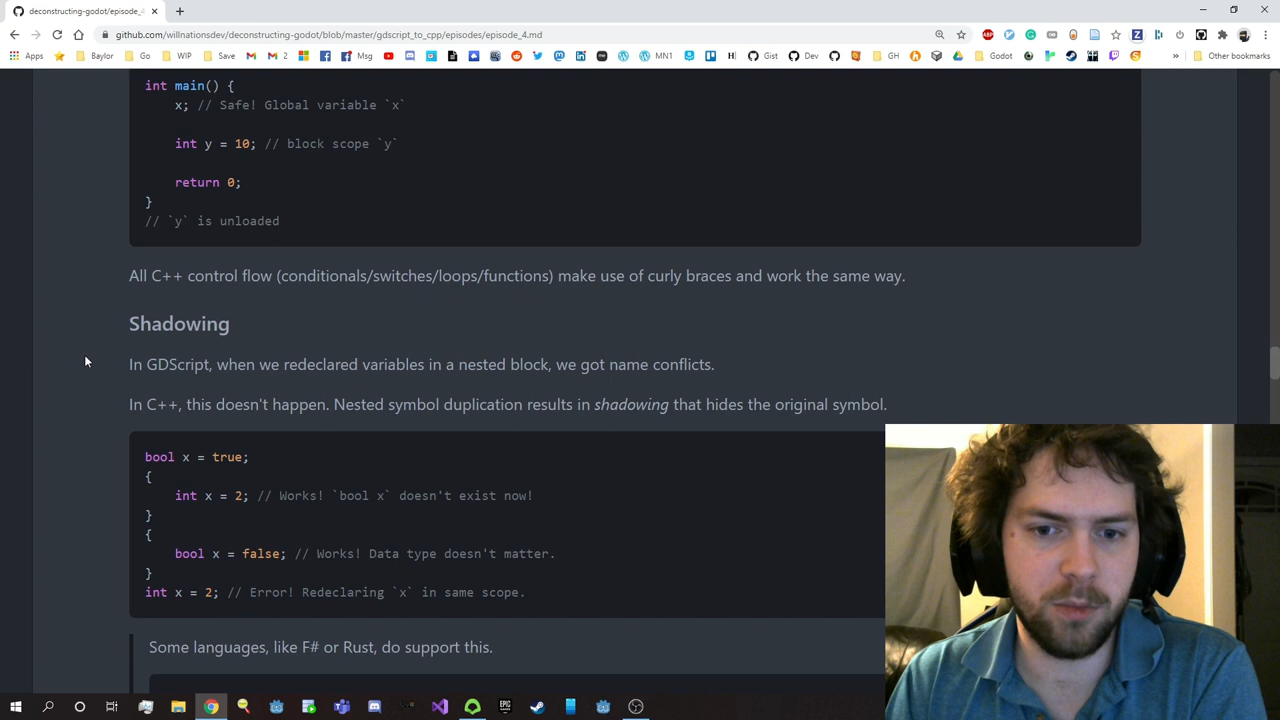 deconstructing-godot/episode_4
github.com/willnationsdev/deconstructing-godot/blob/master/gdscript_to_cpp/episodes/episode_4.md
Apps Baylor Go WIP Saves 1 2 Msg MN1 Gist Dev GH Godot » Other bookmarks
int main() {
x; // Safe! Global variable `x`
int y = 10; // block scope `y`
return 0;
}
// `y` is unloaded
All C++ control flow (conditionals/switches/loops/functions) make use of curly braces and work the same way.
Shadowing
In GDScript, when we redeclared variables in a nested block, we got name conflicts.
In C++, this doesn't happen. Nested symbol duplication results in shadowing that hides the original symbol.
bool x = true;
{
int x = 2; // Works! `bool x` doesn't exist now!
}
{
bool x = false; // Works! Data type doesn't matter.
}
int x = 2; // Error! Redeclaring `x` in same scope.
Some languages, like F# or Rust, do support this.